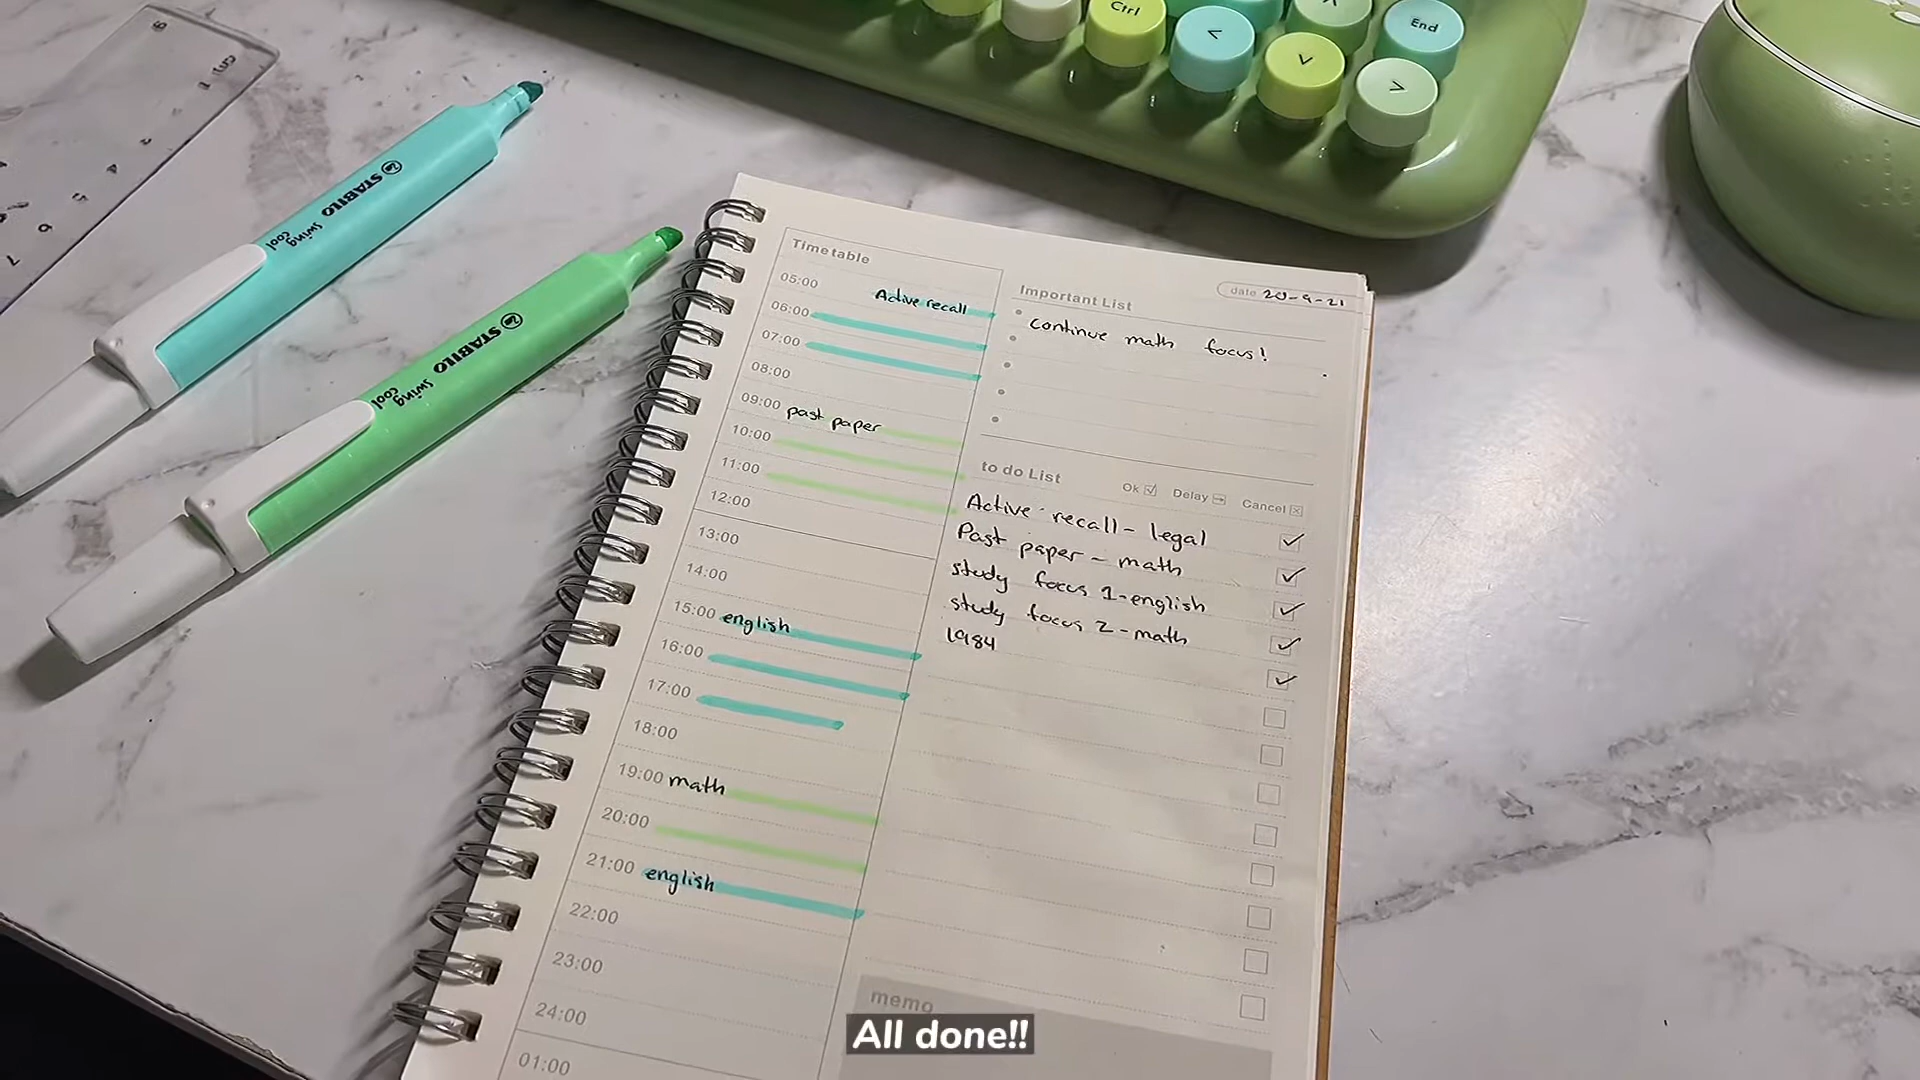 Ctrl
<
^
v
End
>
STABILO
swing
cool
STABILO
swing
cool
Timetable
05:00 Active recall
06:00
07:00
08:00
09:00 past paper
10:00
11:00
12:00
13:00
14:00
15:00 english
16:00
17:00
18:00
19:00 math
20:00
21:00 english
22:00
23:00
24:00
01:00
date 20-9-21
Important List
continue math focus!
to do List Ok Delay Cancel
Active recall - legal
Past paper - math
study focus 1 - english
study focus 2 - math
1984
memo
All done!!